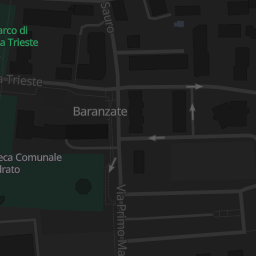 Sauro
arco di
a Trieste
a-Trieste
Baranzate
eca Comunale
drato
Via-Primo-Ma